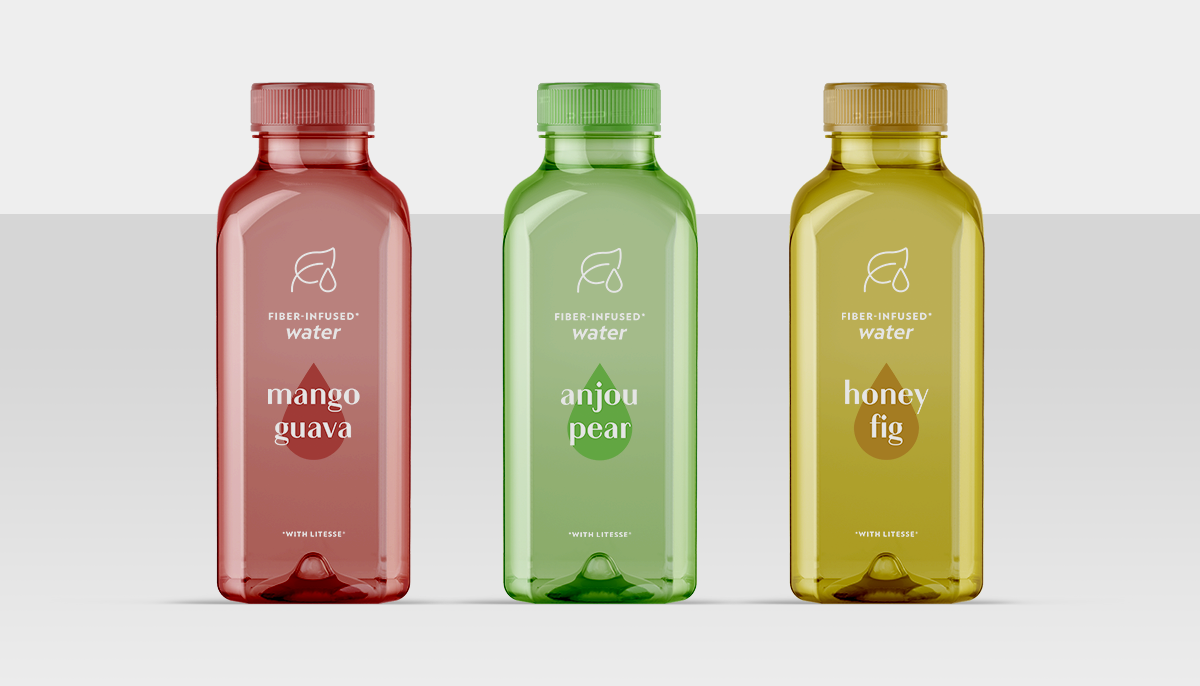 FIBER-INFUSED*
water
mango
guava
*WITH LITESSE®
FIBER-INFUSED*
water
anjou
pear
*WITH LITESSE®
FIBER-INFUSED*
water
honey
fig
*WITH LITESSE®